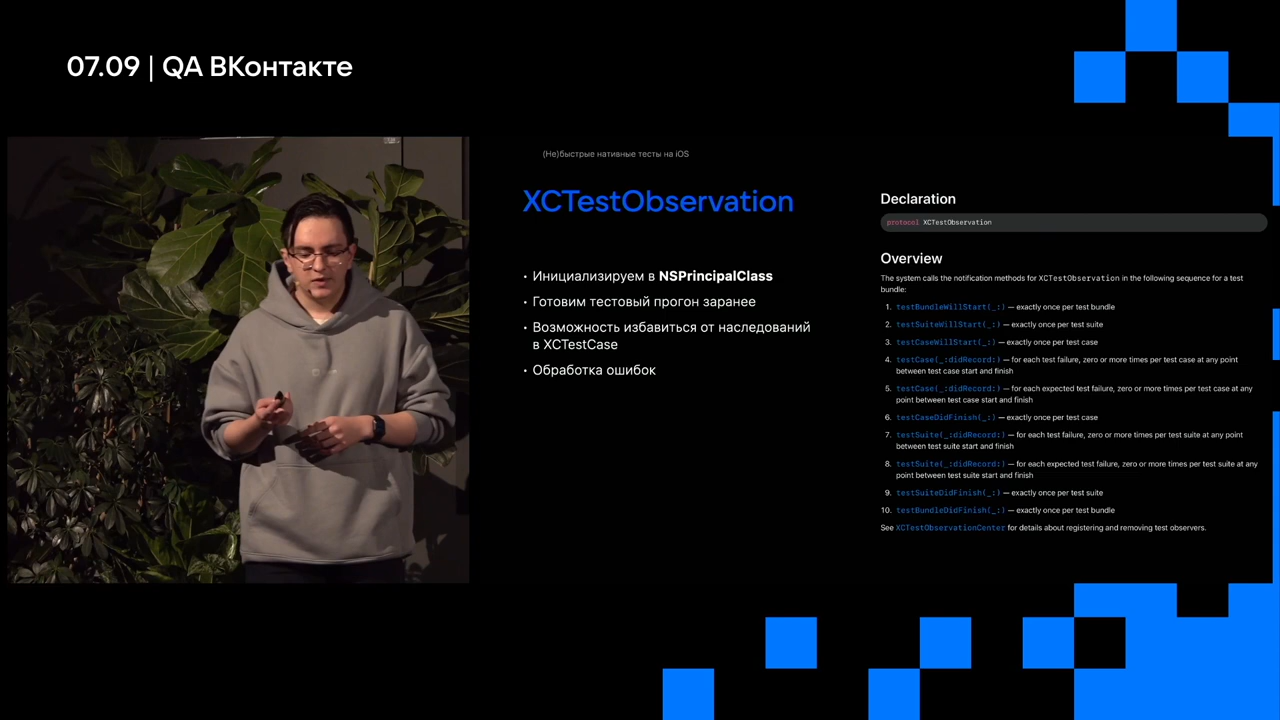 07.09 | QA ВКонтакте
(Не)быстрые нативные тесты на iOS
XCTestObservation
• Инициализируем в NSPrincipalClass
• Готовим тестовый прогон заранее
• Возможность избавиться от наследований
в XCTestCase
• Обработка ошибок
Declaration
protocol XCTestObservation
Overview
The system calls the notification methods for XCTestObservation in the following sequence for a test
bundle:
1. testBundleWillStart(_:) — exactly once per test bundle
2. testSuiteWillStart(_:) — exactly once per test suite
3. testCaseWillStart(_:) — exactly once per test case
4. testCase(_:didRecord:) — for each test failure, zero or more times per test case at any point
between test case start and finish
5. testCase(_:didRecord:) — for each expected test failure, zero or more times per test case at any
point between test case start and finish
6. testCaseDidFinish(_:) — exactly once per test case
7. testSuite(_:didRecord:) — for each test failure, zero or more times per test suite at any point
between test suite start and finish
8. testSuite(_:didRecord:) — for each expected test failure, zero or more times per test suite at any
point between test suite start and finish
9. testSuiteDidFinish(_:) — exactly once per test suite
10. testBundleDidFinish(_:) — exactly once per test bundle
See XCTestObservationCenter for details about registering and removing test observers.